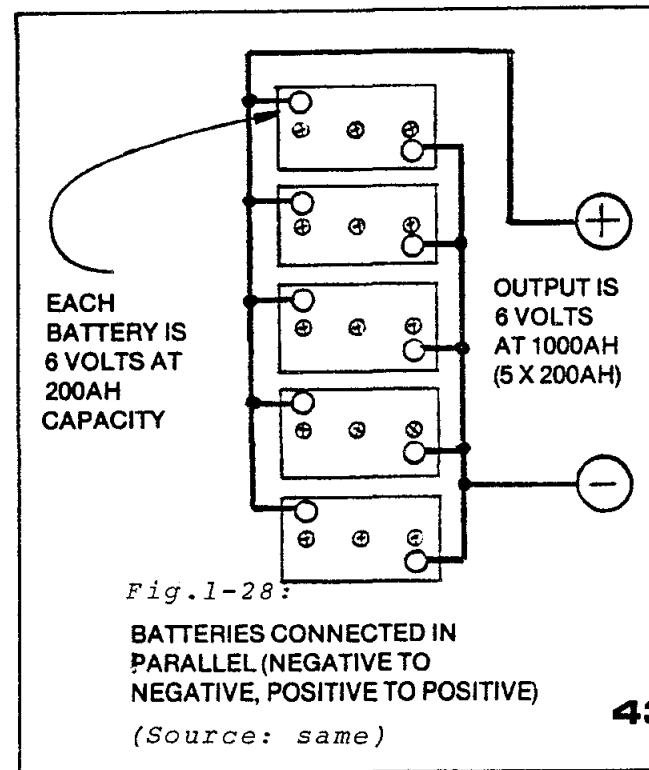 +
EACH
BATTERY IS
6 VOLTS AT
200AH
CAPACITY
OUTPUT IS
6 VOLTS
AT 1000AH
(5 X 200AH)
−
Fig.1-28:
BATTERIES CONNECTED IN
PARALLEL (NEGATIVE TO
NEGATIVE, POSITIVE TO POSITIVE)
(Source: same)